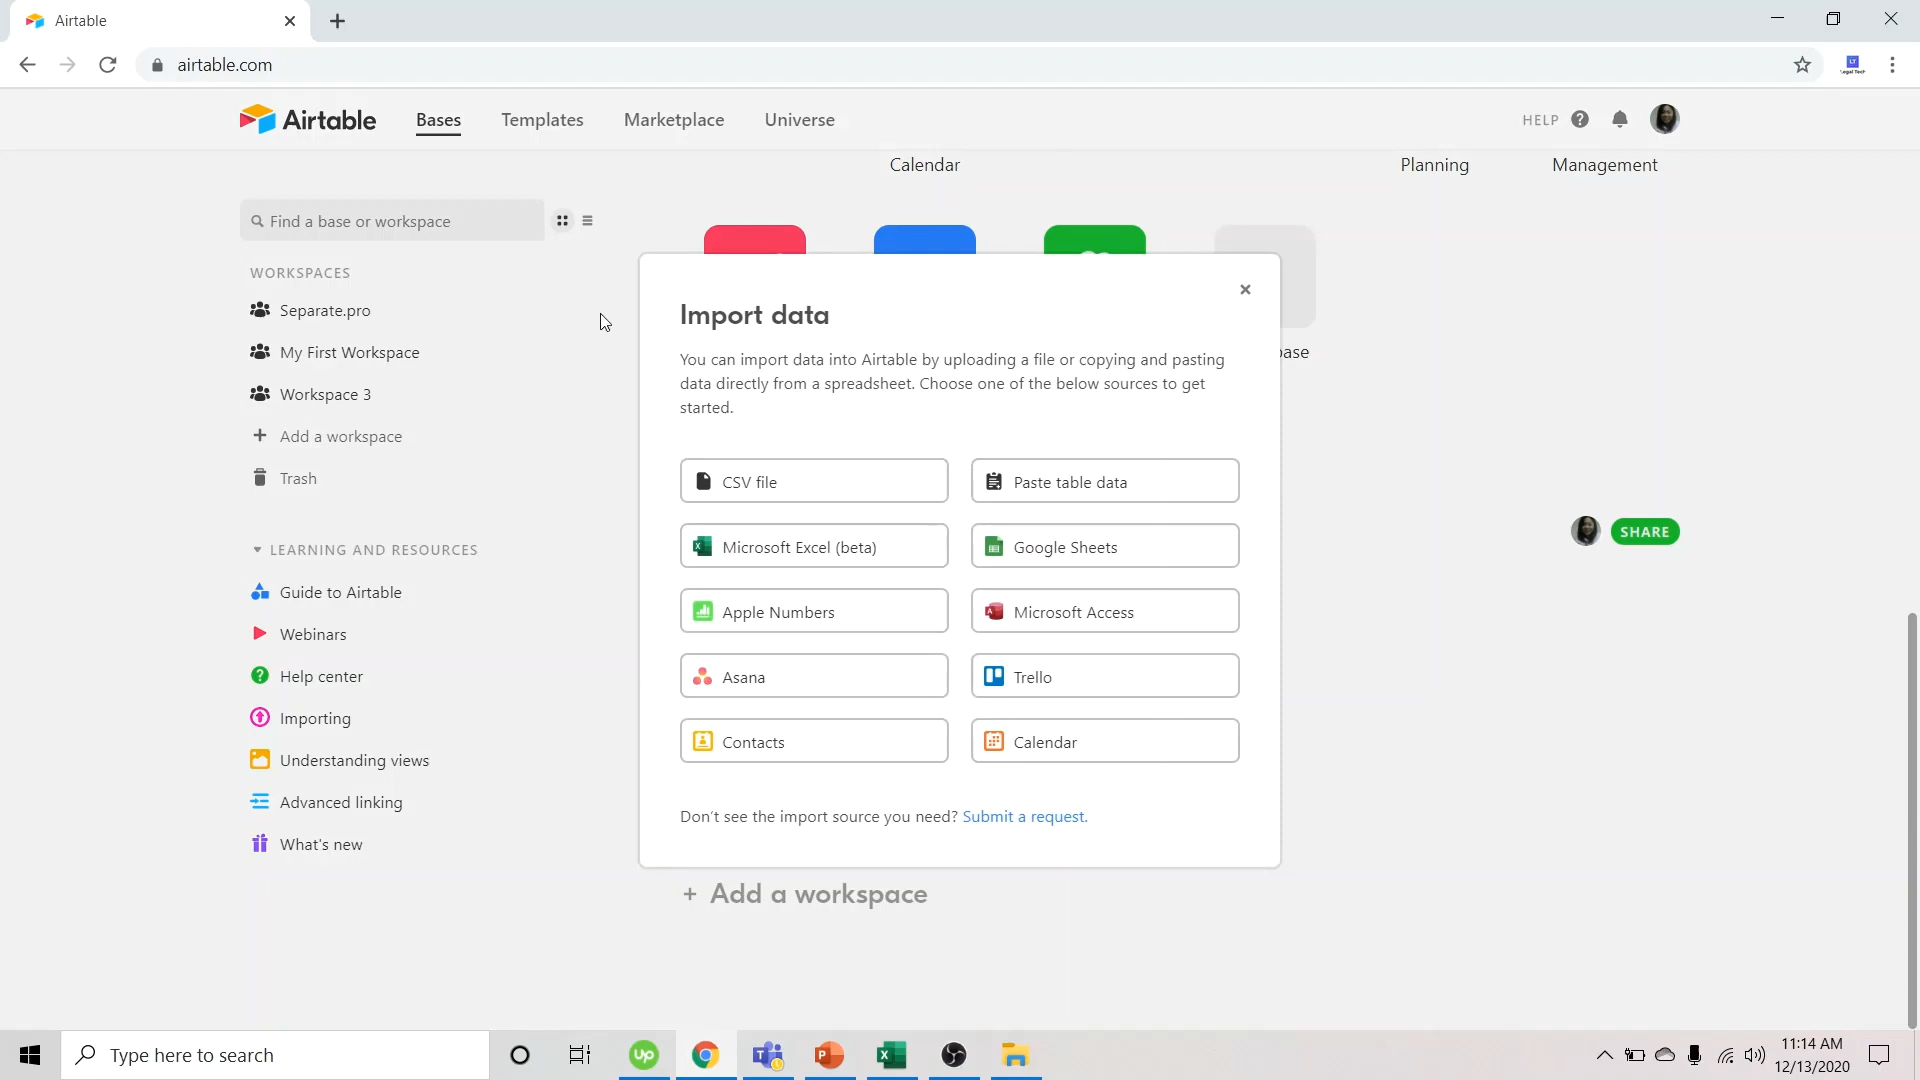 Airtable
airtable.com
LT
Legal Tech
Airtable
Bases
Templates
Marketplace
Universe
HELP
Calendar
Planning
Management
Find a base or workspace
WORKSPACES
Separate.pro
My First Workspace
Workspace 3
Add a workspace
Trash
LEARNING AND RESOURCES
Guide to Airtable
Webinars
Help center
Importing
Understanding views
Advanced linking
What's new
Import data
You can import data into Airtable by uploading a file or copying and pasting
data directly from a spreadsheet. Choose one of the below sources to get
started.
CSV file
Paste table data
Microsoft Excel (beta)
Google Sheets
Apple Numbers
Microsoft Access
Asana
Trello
Contacts
Calendar
Don't see the import source you need? Submit a request.
base
SHARE
+ Add a workspace
Type here to search
Up
11:14 AM
12/13/2020